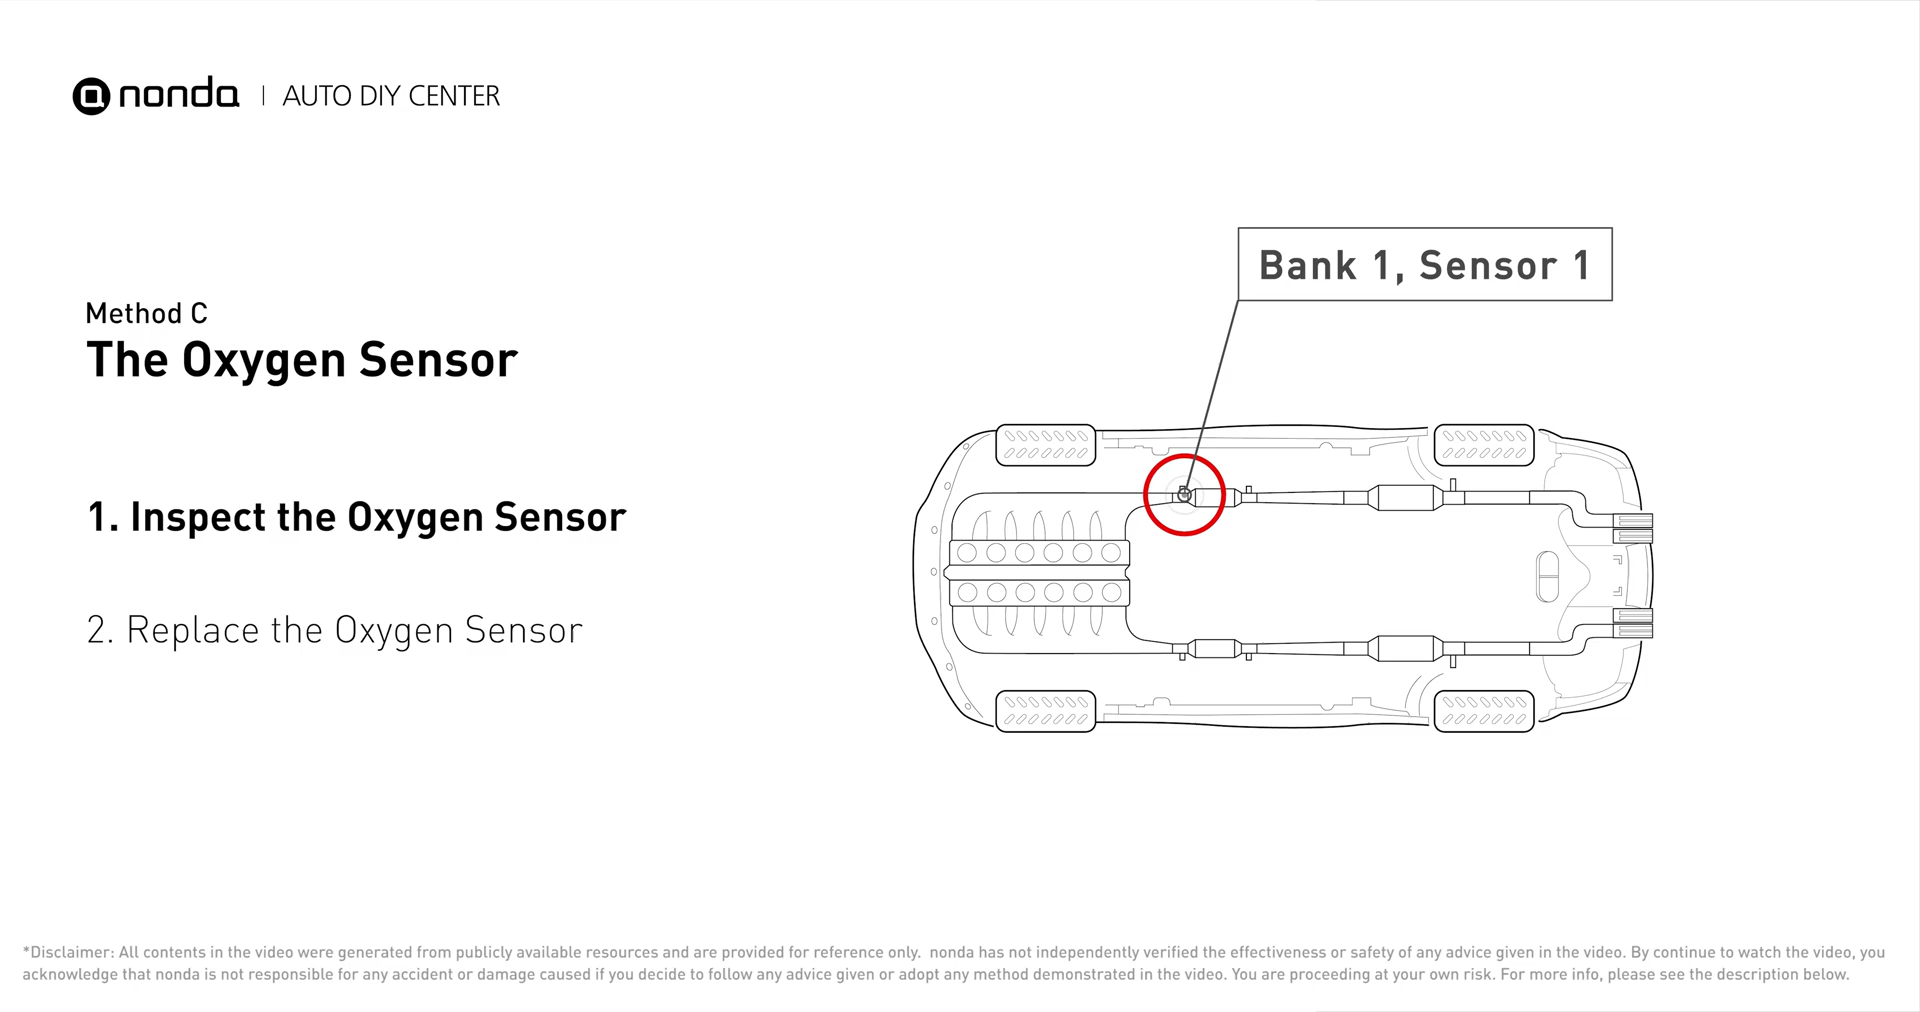 nonda | AUTO DIY CENTER
Bank 1, Sensor 1
Method C
The Oxygen Sensor
1. Inspect the Oxygen Sensor
2. Replace the Oxygen Sensor
*Disclaimer: All contents in the video were generated from publicly available resources and are provided for reference only.  nonda has not independently verified the effectiveness or safety of any advice given in the video. By continue to watch the video, you
acknowledge that nonda is not responsible for any accident or damage caused if you decide to follow any advice given or adopt any method demonstrated in the video. You are proceeding at your own risk. For more info, please see the description below.